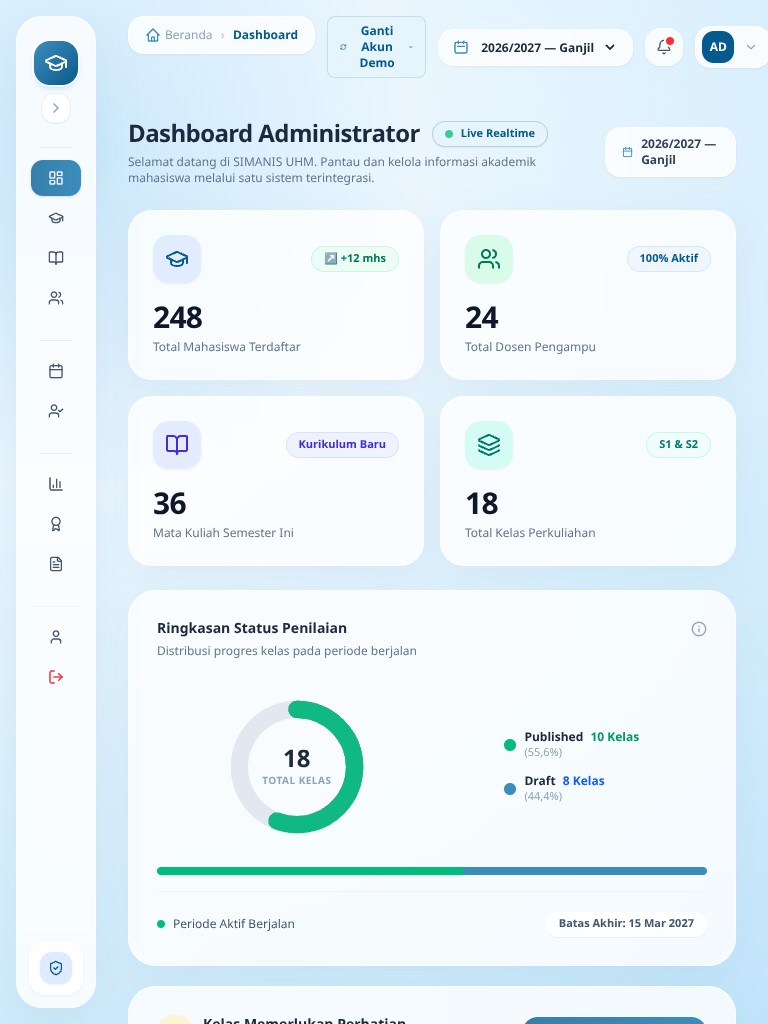 Beranda › Dashboard
Ganti
Akun
Demo
2026/2027 — Ganjil
AD
Dashboard Administrator
Live Realtime
Selamat datang di SIMANIS UHM. Pantau dan kelola informasi akademik
mahasiswa melalui satu sistem terintegrasi.
2026/2027 —
Ganjil
↗ +12 mhs
248
Total Mahasiswa Terdaftar
100% Aktif
24
Total Dosen Pengampu
Kurikulum Baru
36
Mata Kuliah Semester Ini
S1 & S2
18
Total Kelas Perkuliahan
Ringkasan Status Penilaian
Distribusi progres kelas pada periode berjalan
18
TOTAL KELAS
Published 10 Kelas
(55,6%)
Draft 8 Kelas
(44,4%)
Periode Aktif Berjalan
Batas Akhir: 15 Mar 2027
Kelas Memerlukan Perhatian